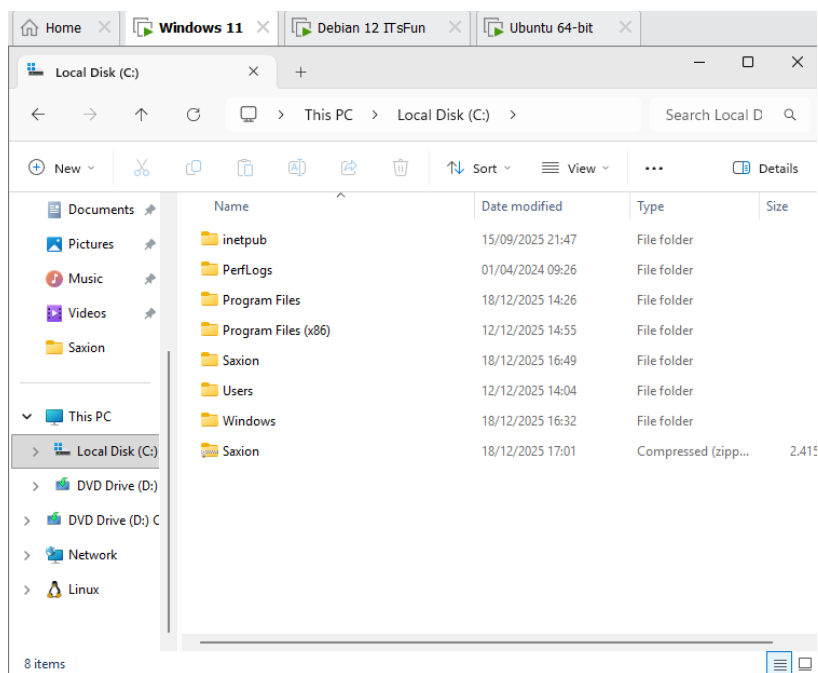 Home Windows 11 Debian 12 ITsFun Ubuntu 64-bit
Local Disk (C:)
This PC Local Disk (C:) Search Local D
New Sort View Details
Documents
Pictures
Music
Videos
Saxion
This PC
Local Disk (C:)
DVD Drive (D:)
DVD Drive (D:) C
Network
Linux
Name Date modified Type Size
inetpub 15/09/2025 21:47 File folder
PerfLogs 01/04/2024 09:26 File folder
Program Files 18/12/2025 14:26 File folder
Program Files (x86) 12/12/2025 14:55 File folder
Saxion 18/12/2025 16:49 File folder
Users 12/12/2025 14:04 File folder
Windows 18/12/2025 16:32 File folder
Saxion 18/12/2025 17:01 Compressed (zipp... 2.415
8 items